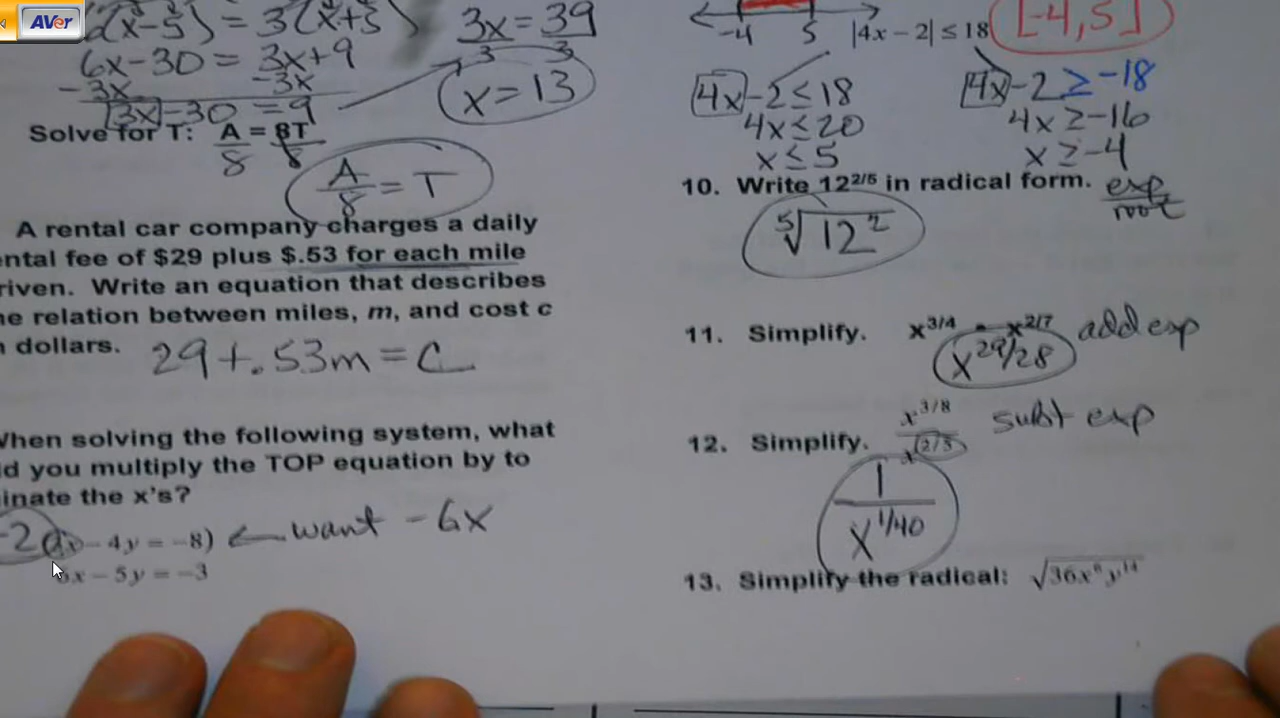 AVer
(x-5) = 3(x+3)
6x-30 = 3x+9
-3x -3x
3x-30 = 9
3x = 39
3 3
x = 13
Solve for T: A = 8T
8 8
A/8 = T
A rental car company charges a daily
ental fee of $29 plus $.53 for each mile
riven. Write an equation that describes
he relation between miles, m, and cost c
dollars. 29+.53m = C
When solving the following system, what
d you multiply the TOP equation by to
inate the x's?
-2( x - 4y = -8) ← want -6x
x - 5y = -3
-4 5 |4x - 2| ≤ 18 [-4,5]
4x-2 ≤ 18 4x-2 ≥ -18
4x ≤ 20 4x ≥ -16
x ≤ 5 x ≥ -4
10. Write 12^2/5 in radical form. exp/root
⁵√12²
11. Simplify. x^3/4 · x^2/7 add exp
x^29/28
12. Simplify. x^3/8 / x^2/5 subt exp
1
x^1/40
13. Simplify the radical: √36x⁶y¹⁴